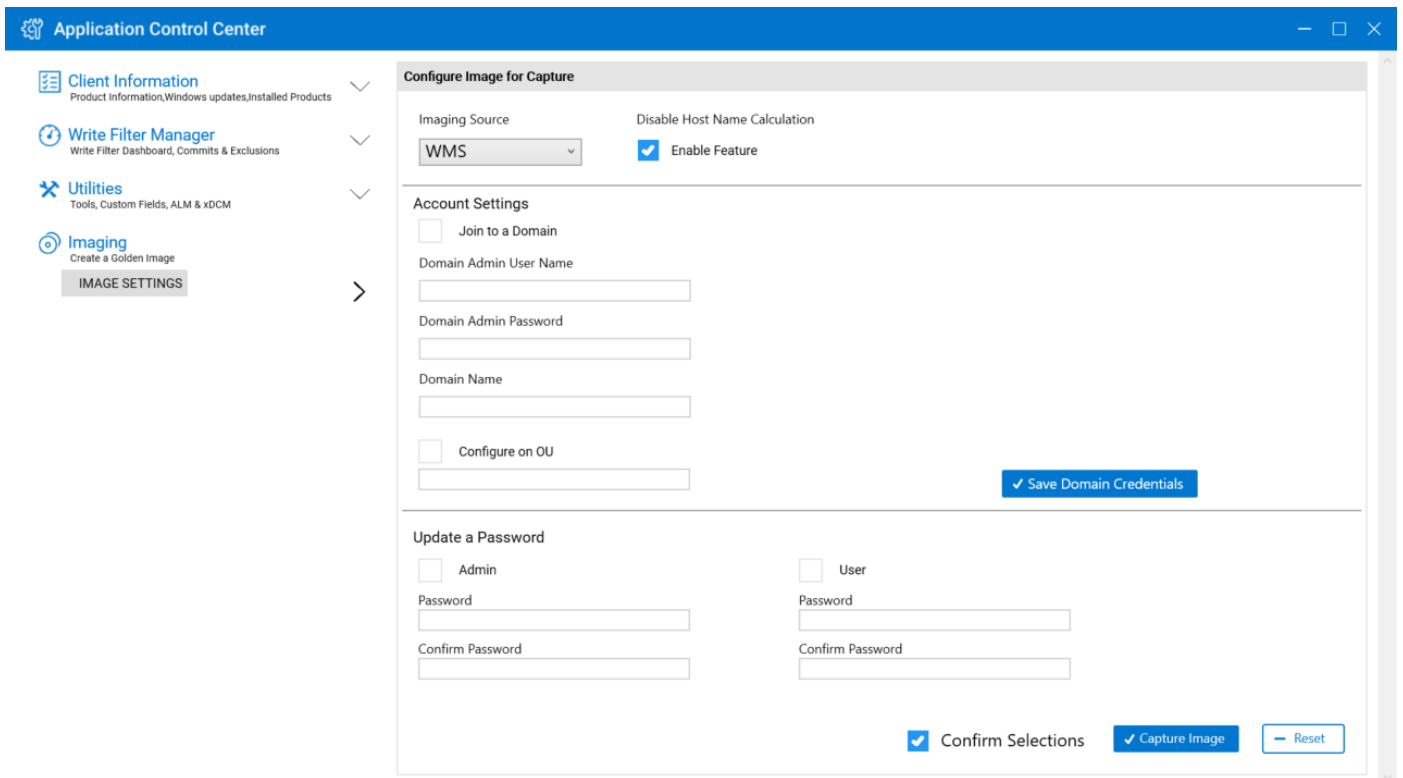 Application Control Center
Client Information
Product Information,Windows updates,Installed Products
Write Filter Manager
Write Filter Dashboard, Commits & Exclusions
Utilities
Tools, Custom Fields, ALM & xDCM
Imaging
Create a Golden Image
IMAGE SETTINGS
Configure Image for Capture
Imaging Source Disable Host Name Calculation
WMS Enable Feature
Account Settings
Join to a Domain
Domain Admin User Name
Domain Admin Password
Domain Name
Configure on OU
Save Domain Credentials
Update a Password
Admin User
Password Password
Confirm Password Confirm Password
Confirm Selections Capture Image Reset